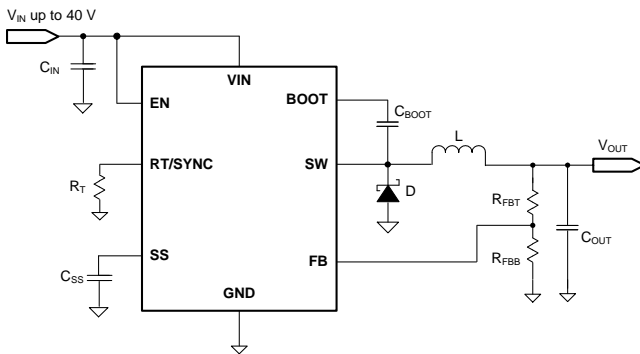 VIN up to 40 V
CIN
VIN
EN
BOOT
CBOOT
L
VOUT
RT/SYNC
SW
RT
D
RFBT
COUT
SS
FB
RFBB
CSS
GND